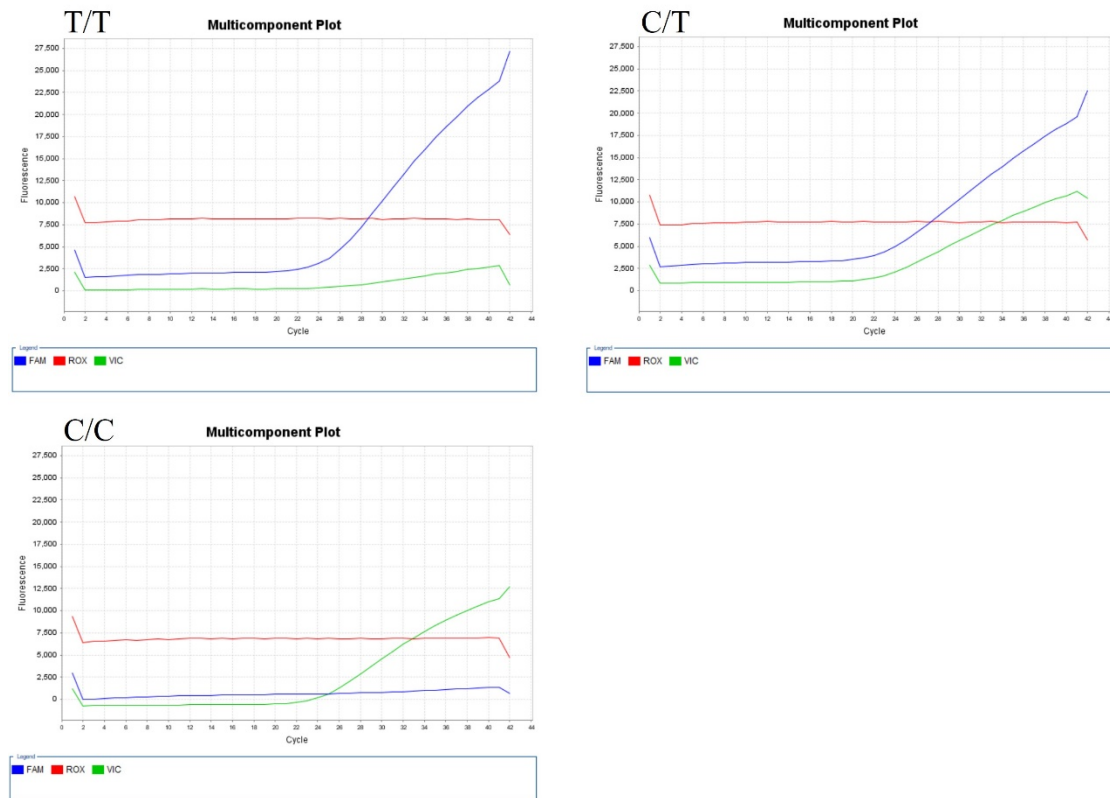 T/T
Multicomponent Plot
27,500
25,000
22,500
20,000
17,500
15,000
12,500
10,000
7,500
5,000
2,500
0
Fluorescence
0 2 4 6 8 10 12 14 16 18 20 22 24 26 28 30 32 34 36 38 40 42 44
Cycle
Legend
FAM ROX VIC
C/T
Multicomponent Plot
27,500
25,000
22,500
20,000
17,500
15,000
12,500
10,000
7,500
5,000
2,500
0
Fluorescence
0 2 4 6 8 10 12 14 16 18 20 22 24 26 28 30 32 34 36 38 40 42 44
Cycle
Legend
FAM ROX VIC
C/C
Multicomponent Plot
27,500
25,000
22,500
20,000
17,500
15,000
12,500
10,000
7,500
5,000
2,500
0
Fluorescence
0 2 4 6 8 10 12 14 16 18 20 22 24 26 28 30 32 34 36 38 40 42 44
Cycle
Legend
FAM ROX VIC